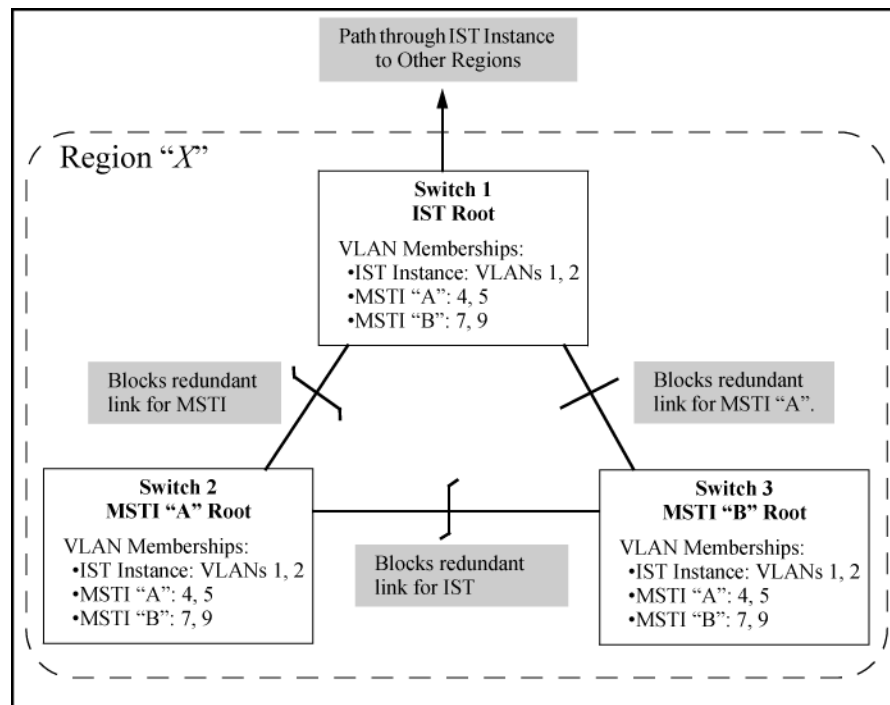 Path through IST Instance
to Other Regions
Region “X”
Switch 1
IST Root
VLAN Memberships:
•IST Instance: VLANs 1, 2
•MSTI “A”: 4, 5
•MSTI “B”: 7, 9
Blocks redundant
link for MSTI
Blocks redundant
link for MSTI “A”.
Switch 2
MSTI “A” Root
VLAN Memberships:
•IST Instance: VLANs 1, 2
•MSTI “A”: 4, 5
•MSTI “B”: 7, 9
Blocks redundant
link for IST
Switch 3
MSTI “B” Root
VLAN Memberships:
•IST Instance: VLANs 1, 2
•MSTI “A”: 4, 5
•MSTI “B”: 7, 9